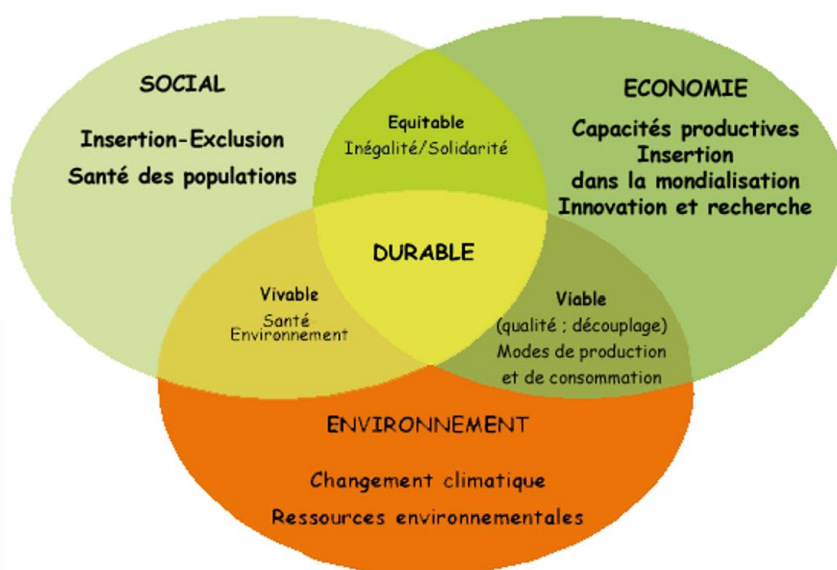 SOCIAL
Insertion-Exclusion
Santé des populations
Equitable
Inégalité/Solidarité
ECONOMIE
Capacités productives
Insertion
dans la mondialisation
Innovation et recherche
DURABLE
Vivable
Santé
Environnement
Viable
(qualité ; découplage)
Modes de production
et de consommation
ENVIRONNEMENT
Changement climatique
Ressources environnementales